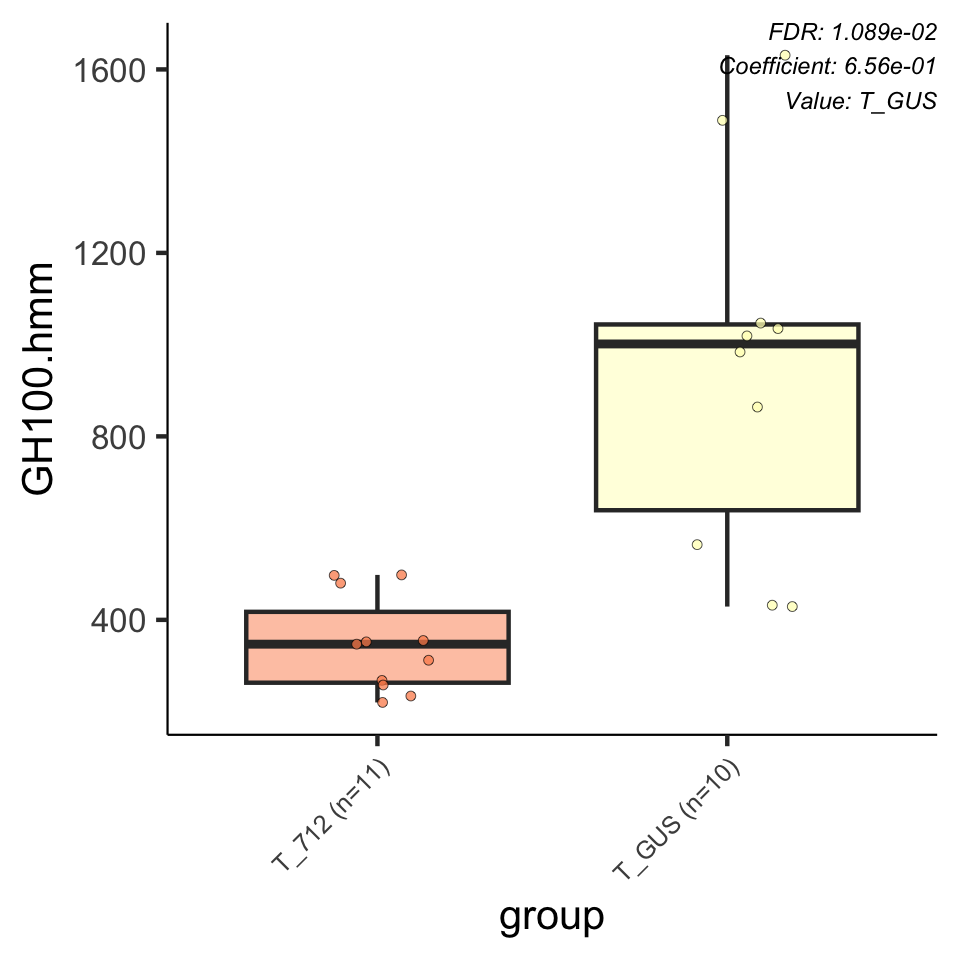 FDR: 1.089e-02
Coefficient: 6.56e-01
Value: T_GUS
GH100.hmm
1600
1200
800
400
T_712 (n=11)
T_GUS (n=10)
group